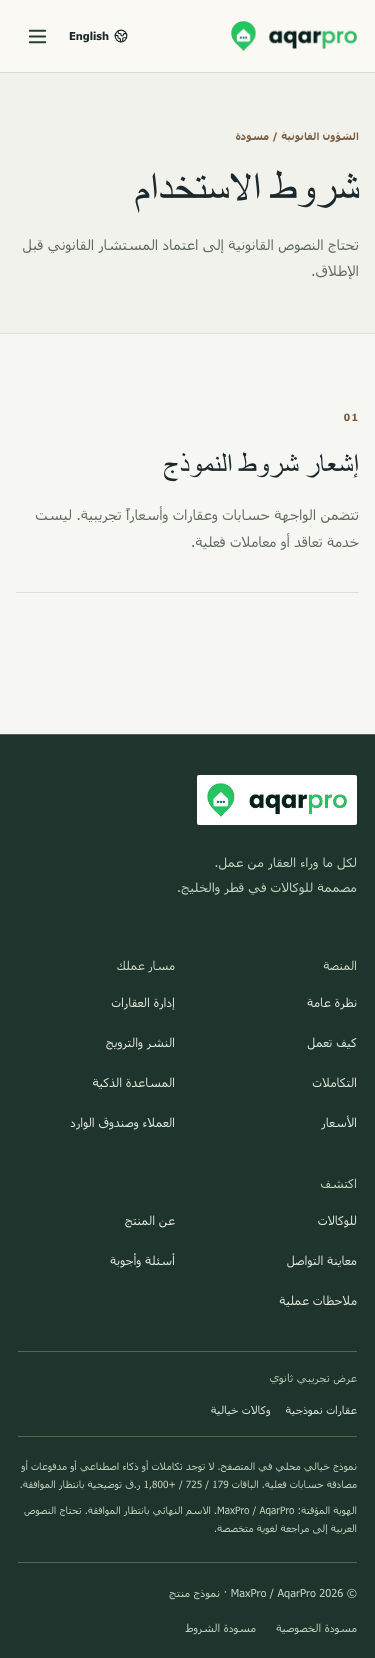 aqarpro
English
الشؤون القانونية / مسودة
شروط الاستخدام
تحتاج النصوص القانونية إلى اعتماد المستشار القانوني قبل
الإطلاق.
01
إشعار شروط النموذج
تتضمن الواجهة حسابات وعقارات وأسعاراً تجريبية. ليست
خدمة تعاقد أو معاملات فعلية.
aqarpro
لكل ما وراء العقار من عمل.
مصممة للوكالات في قطر والخليج.
المنصة
نظرة عامة
كيف تعمل
التكاملات
الأسعار
مسار عملك
إدارة العقارات
النشر والترويج
المساعدة الذكية
العملاء وصندوق الوارد
اكتشف
للوكالات
عن المنتج
معاينة التواصل
أسئلة وأجوبة
ملاحظات عملية
عرض تجريبي ثانوي
عقارات نموذجية
وكالات خيالية
نموذج خيالي محلي في المتصفح. لا توجد تكاملات أو ذكاء اصطناعي أو مدفوعات أو
مصادقة حسابات فعلية. الباقات 179 / 725 / +1,800 ر.ق توضيحية بانتظار الموافقة.
الهوية المؤقتة: MaxPro / AqarPro. الاسم النهائي بانتظار الموافقة. تحتاج النصوص
العربية إلى مراجعة لغوية متخصصة.
© 2026 MaxPro / AqarPro · نموذج منتج
مسودة الخصوصية
مسودة الشروط